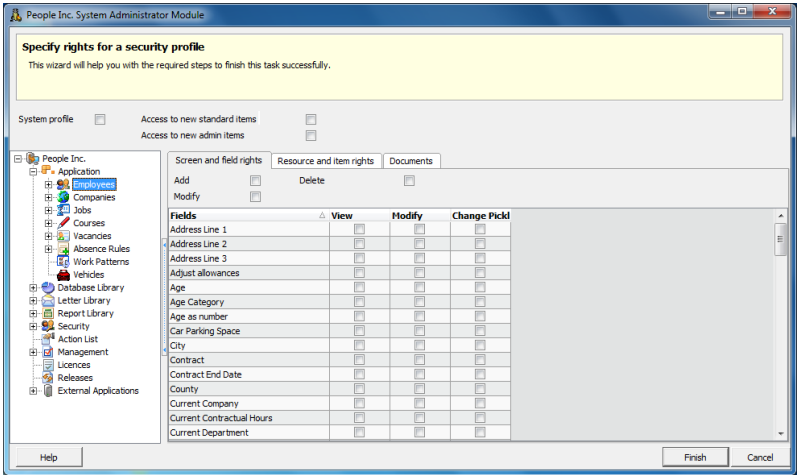 People Inc. System Administrator Module
Specify rights for a security profile
This wizard will help you with the required steps to finish this task successfully.
System profile
Access to new standard items
Access to new admin items
People Inc.
Application
Employees
Companies
Jobs
Courses
Vacancies
Absence Rules
Work Patterns
Vehicles
Database Library
Letter Library
Report Library
Security
Action List
Management
Licences
Releases
External Applications
Screen and field rights Resource and item rights Documents
Add Delete
Modify
Fields View Modify Change Pickl
Address Line 1
Address Line 2
Address Line 3
Adjust allowances
Age
Age Category
Age as number
Car Parking Space
City
Contract
Contract End Date
County
Current Company
Current Contractual Hours
Current Department
Help Finish Cancel